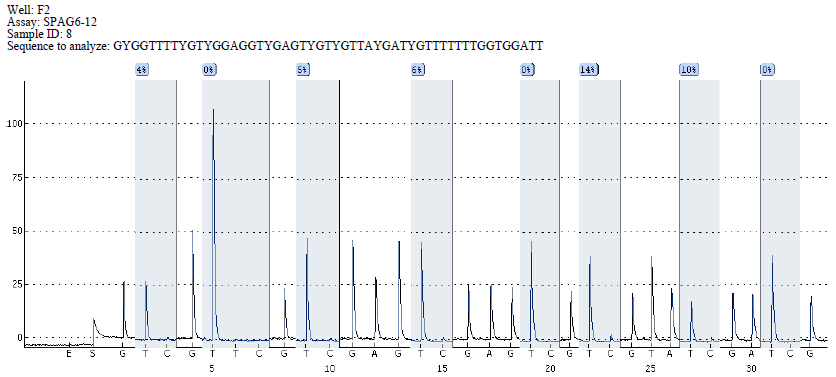 Well: F2
Assay: SPAG6-12
Sample ID: 8
Sequence to analyze: GYGGTTTTYGTYGGAGGTYGAGTYGTYGTTAYGATYGTTTTTTTGGTGGATT
4% 0% 5% 6% 0% 14% 10% 0%
100
75
50
25
0
E S G T C G T T C G T C G A G T C G A G T C G T C G T A T C G A T C G
5 10 15 20 25 30